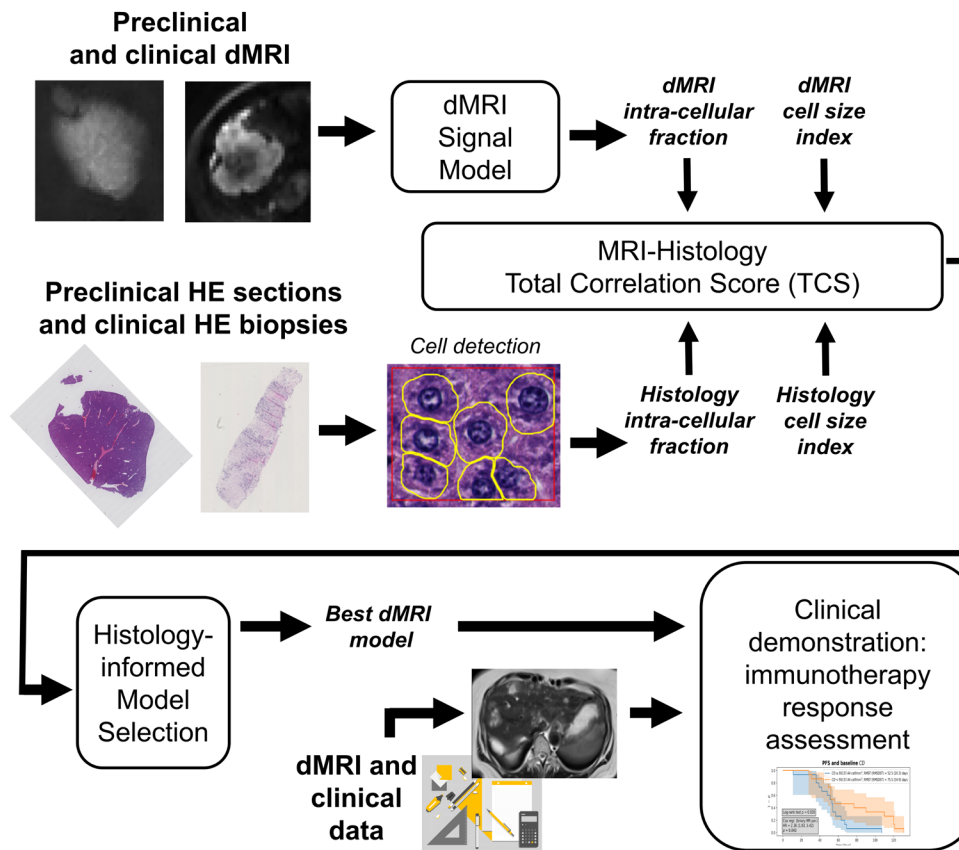 Preclinical
and clinical dMRI
dMRI
Signal
Model
dMRI
intra-cellular
fraction
dMRI
cell size
index
MRI-Histology
Total Correlation Score (TCS)
Preclinical HE sections
and clinical HE biopsies
Cell detection
Histology
intra-cellular
fraction
Histology
cell size
index
Histology-
informed
Model
Selection
Best dMRI
model
dMRI and
clinical
data
Clinical
demonstration:
immunotherapy
response
assessment
PFS and baseline CD